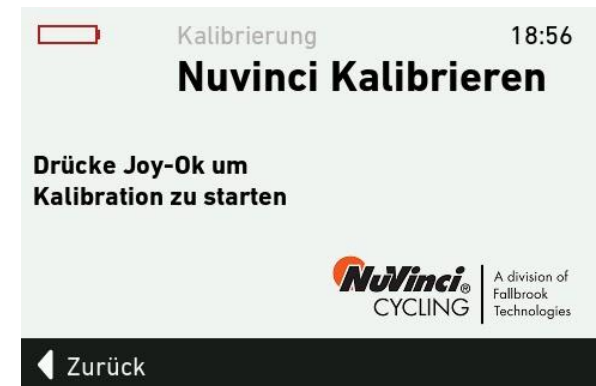 Kalibrierung 18:56
Nuvinci Kalibrieren
Drücke Joy-Ok um
Kalibration zu starten
NuVinci®
CYCLING
A division of
Fallbrook
Technologies
Zurück